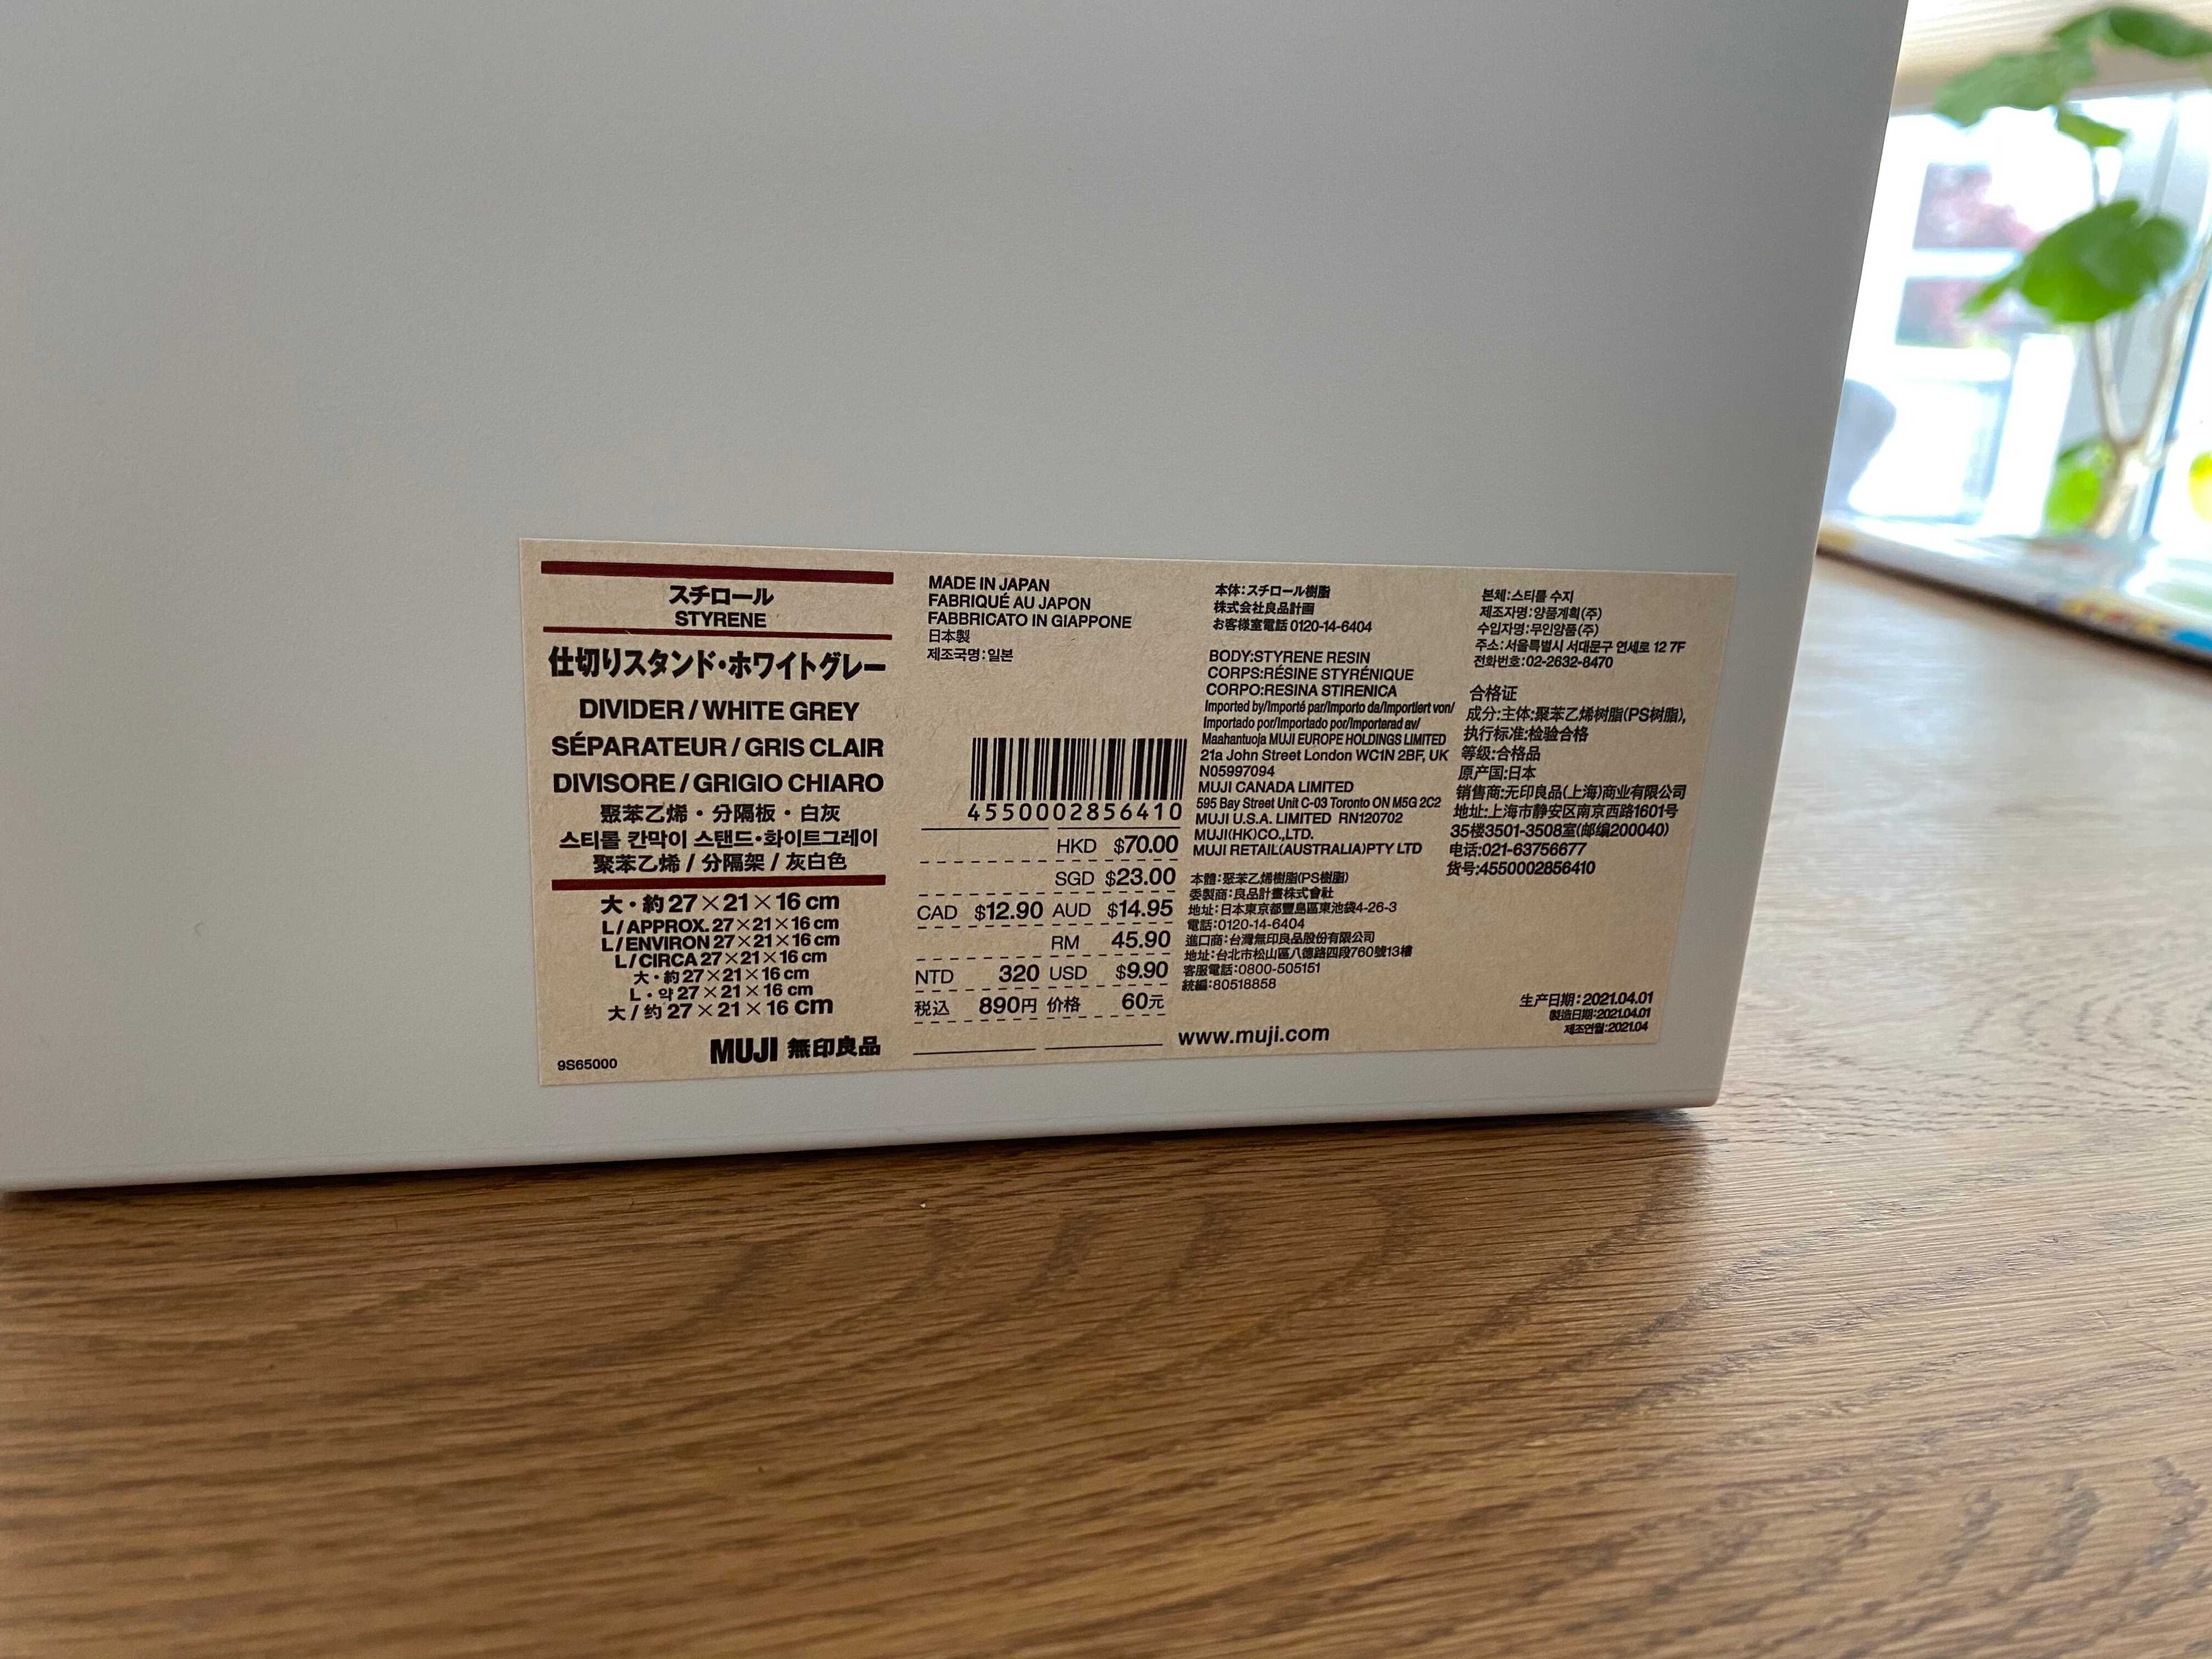 スチロール
STYRENE
仕切りスタンド・ホワイトグレー
DIVIDER / WHITE GREY
SÉPARATEUR / GRIS CLAIR
DIVISORE / GRIGIO CHIARO
聚苯乙烯・分隔板・白灰
스티롤 칸막이 스탠드・화이트그레이
聚苯乙烯 / 分隔架 / 灰白色
大・約 27×21×16 cm
L / APPROX. 27×21×16 cm
L / ENVIRON 27×21×16 cm
L / CIRCA 27×21×16 cm
大・約 27×21×16 cm
L・약 27×21×16 cm
大 / 约 27×21×16 cm
9S65000
MUJI 無印良品
MADE IN JAPAN
FABRIQUÉ AU JAPON
FABBRICATO IN GIAPPONE
日本製
제조국명:일본
4550002856410
HKD $70.00
SGD $23.00
CAD $12.90 AUD $14.95
RM 45.90
NTD 320 USD $9.90
税込 890円 价格 60元
本体:スチロール樹脂
株式会社良品計画
お客様室電話 0120-14-6404
BODY:STYRENE RESIN
CORPS:RÉSINE STYRÉNIQUE
CORPO:RESINA STIRENICA
Imported by/Importé par/Importo da/Importiert von/
Importado por/Importado por/Importerad av/
Maahantuoja MUJI EUROPE HOLDINGS LIMITED
21a John Street London WC1N 2BF, UK
N05997094
MUJI CANADA LIMITED
595 Bay Street Unit C-03 Toronto ON M5G 2C2
MUJI U.S.A. LIMITED RN120702
MUJI(HK)CO.,LTD.
MUJI RETAIL(AUSTRALIA)PTY LTD
本體:聚苯乙烯樹脂(PS樹脂)
委製商:良品計畫株式會社
地址:日本東京都豐島區東池袋4-26-3
電話:0120-14-6404
進口商:台灣無印良品股份有限公司
地址:台北市松山區八德路四段760號13樓
客服電話:0800-505151
統編:80518858
www.muji.com
본체:스티롤 수지
제조자명:양품계획(주)
수입자명:무인양품(주)
주소:서울특별시 서대문구 연세로 12 7F
전화번호:02-2632-8470
合格证
成分:主体:聚苯乙烯树脂(PS树脂),
执行标准:检验合格
等级:合格品
原产国:日本
销售商:无印良品(上海)商业有限公司
地址:上海市静安区南京西路1601号
35楼3501-3508室(邮编200040)
电话:021-63756677
货号:4550002856410
生产日期:2021.04.01
製造日期:2021.04.01
제조연월:2021.04